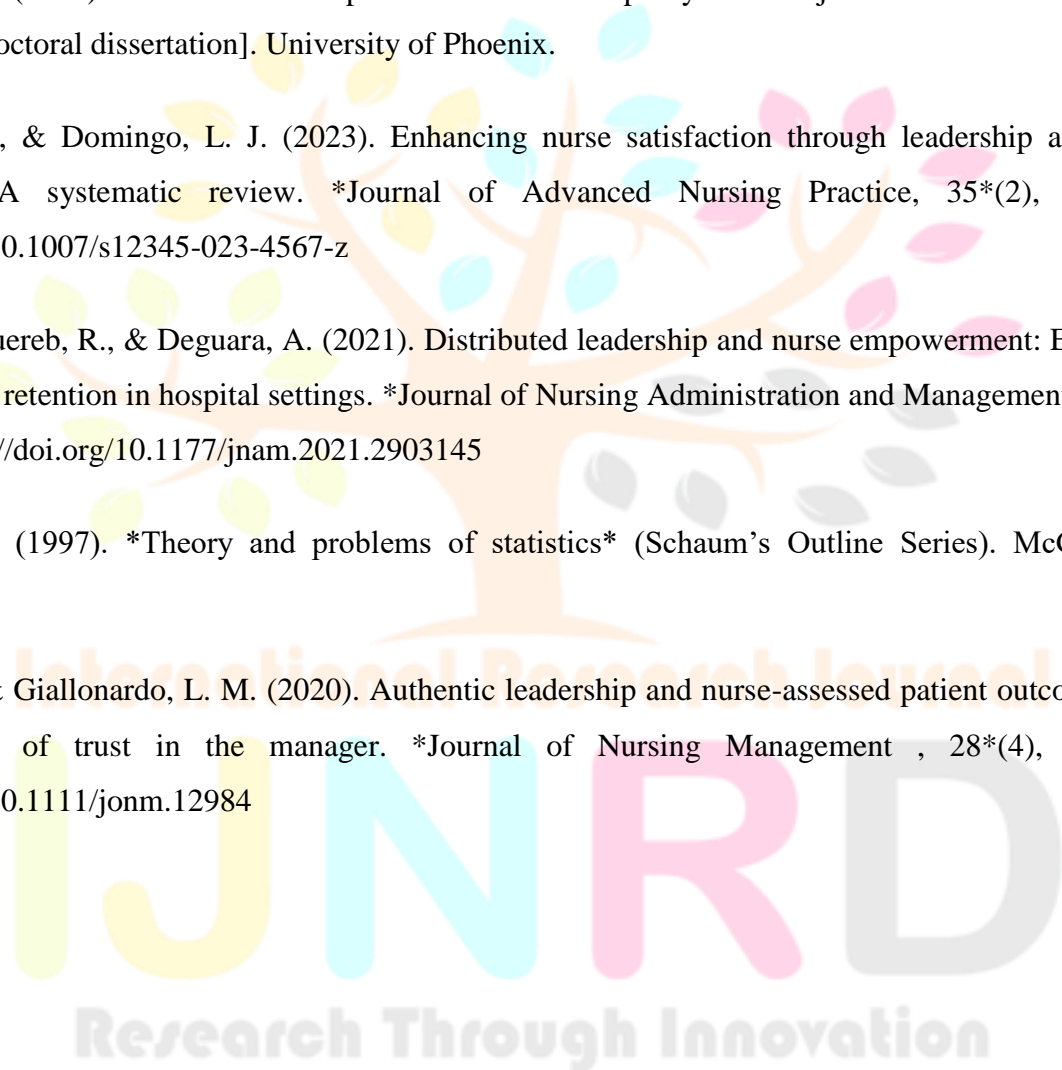 octoral dissertation]. University of Phoenix.
, & Domingo, L. J. (2023). Enhancing nurse satisfaction through leadership a
A systematic review. *Journal of Advanced Nursing Practice, 35*(2),
0.1007/s12345-023-4567-z
uereb, R., & Deguara, A. (2021). Distributed leadership and nurse empowerment: E
retention in hospital settings. *Journal of Nursing Administration and Management
//doi.org/10.1177/jnam.2021.2903145
(1997). *Theory and problems of statistics* (Schaum's Outline Series). McG
International Research Journal
Giallonardo, L. M. (2020). Authentic leadership and nurse-assessed patient outco
of trust in the manager. *Journal of Nursing Management , 28*(4),
0.1111/jonm.12984
IJNRD
Research Through Innovation